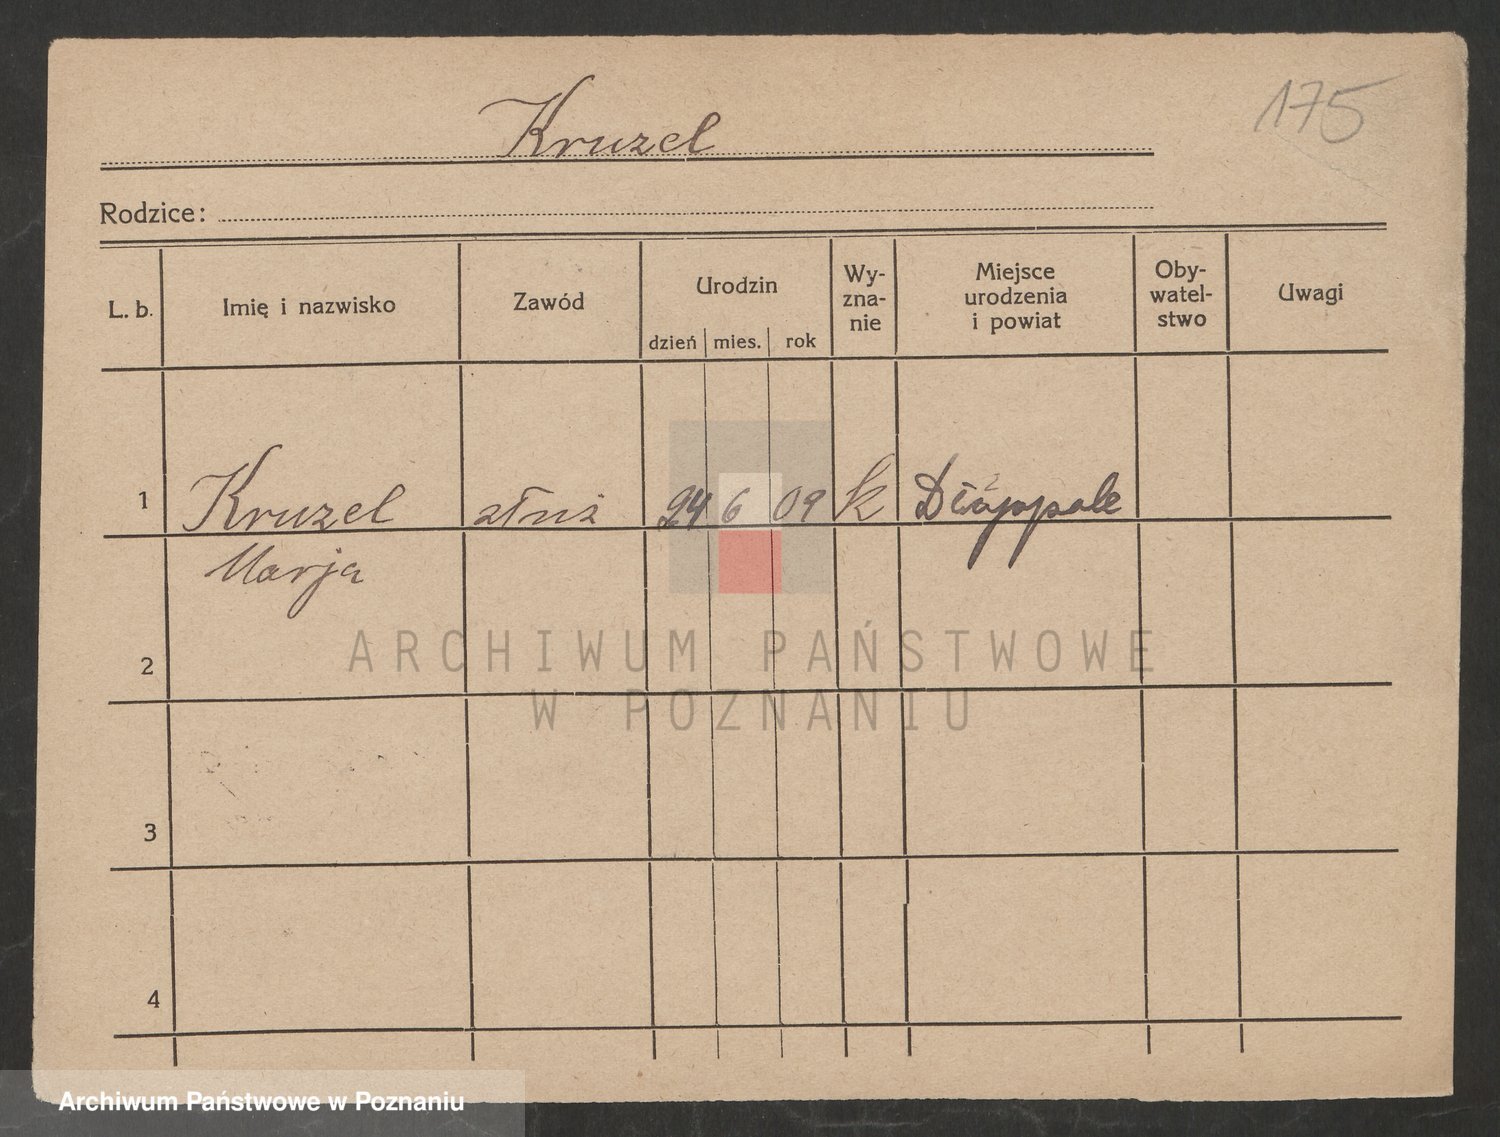 175
Kruzel
Rodzice:
L. b. Imię i nazwisko Zawód Urodzin dzień mies. rok Wy-zna-nie Miejsce urodzenia i powiat Oby-watel-stwo Uwagi
1 Kruzel służ 24 6 09 k
Marja
2
3
4
ARCHIWUM PAŃSTWOWE
W POZNANIU
Archiwum Państwowe w Poznaniu